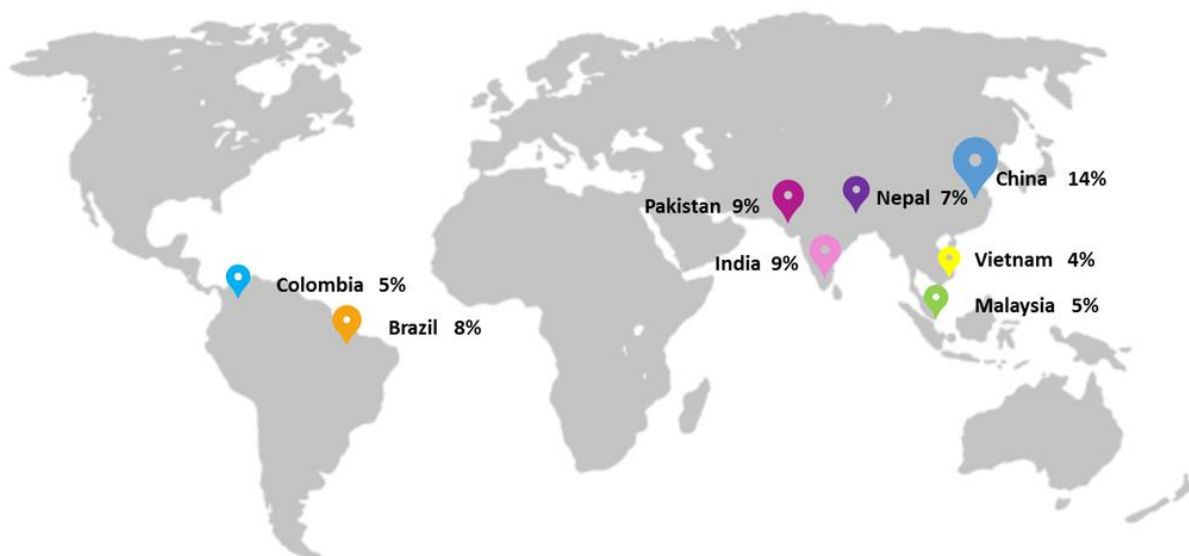 China 14%
Nepal 7%
Pakistan 9%
India 9%
Vietnam 4%
Colombia 5%
Malaysia 5%
Brazil 8%